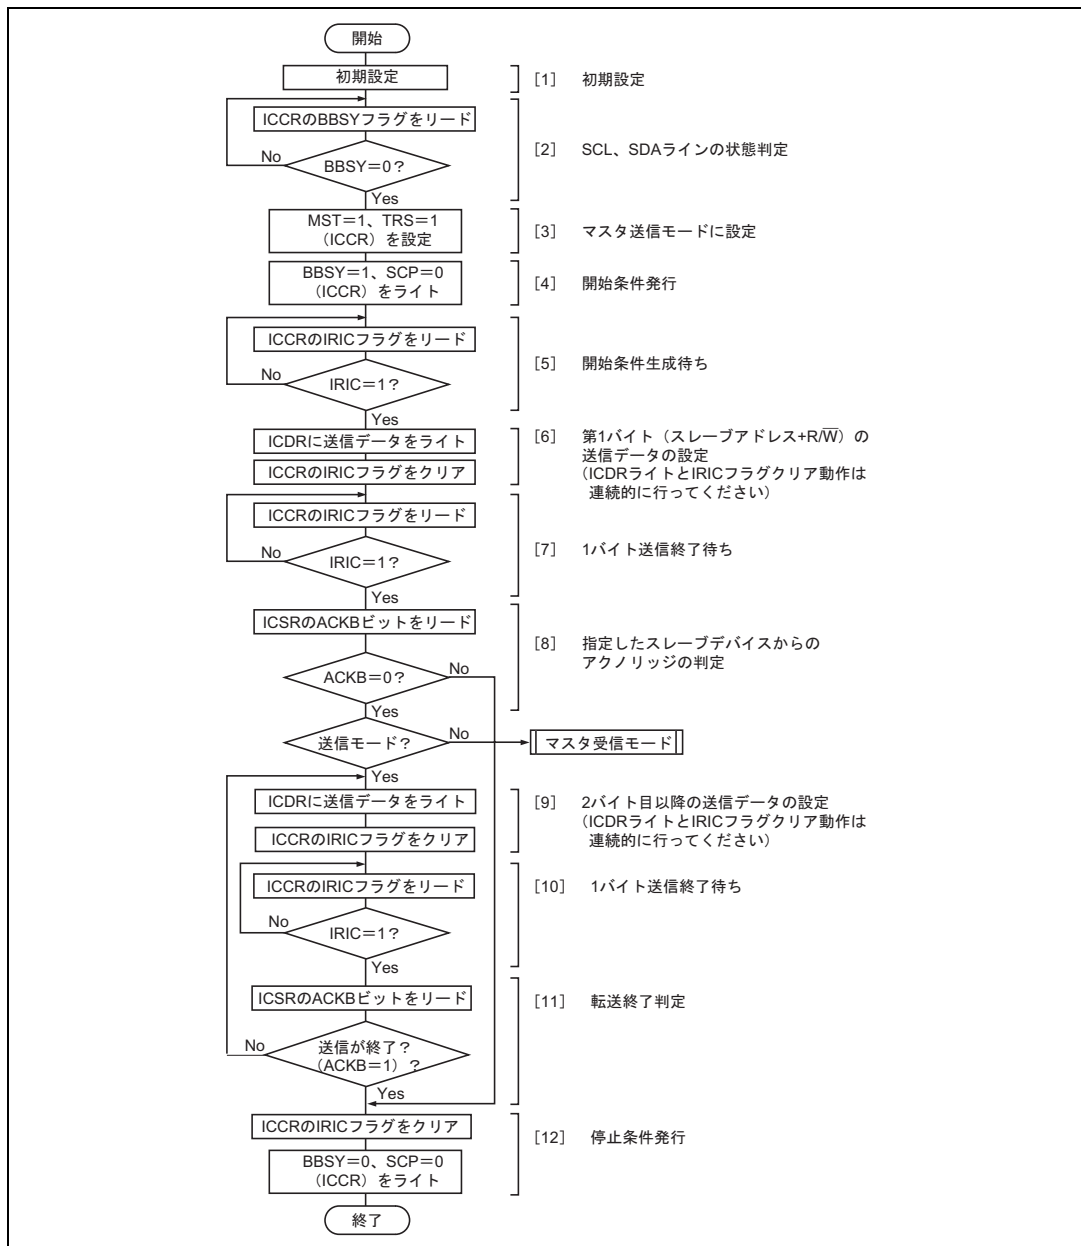 開始
初期設定
[1] 初期設定
ICCRのBBSYフラグをリード
No
BBSY=0?
Yes
[2] SCL、SDAラインの状態判定
MST=1、TRS=1
(ICCR)を設定
[3] マスタ送信モードに設定
BBSY=1、SCP=0
(ICCR)をライト
[4] 開始条件発行
ICCRのIRICフラグをリード
No
IRIC=1?
Yes
[5] 開始条件生成待ち
ICDRに送信データをライト
ICCRのIRICフラグをクリア
[6] 第1バイト(スレーブアドレス+R/W̅)の
送信データの設定
(ICDRライトとIRICフラグクリア動作は
連続的に行ってください)
ICCRのIRICフラグをリード
No
IRIC=1?
Yes
[7] 1バイト送信終了待ち
ICSRのACKBビットをリード
ACKB=0?
No
Yes
[8] 指定したスレーブデバイスからの
アクノリッジの判定
送信モード?
No
マスタ受信モード
Yes
ICDRに送信データをライト
ICCRのIRICフラグをクリア
[9] 2バイト目以降の送信データの設定
(ICDRライトとIRICフラグクリア動作は
連続的に行ってください)
ICCRのIRICフラグをリード
No
IRIC=1?
Yes
[10] 1バイト送信終了待ち
ICSRのACKBビットをリード
No
送信が終了?
(ACKB=1)?
Yes
[11] 転送終了判定
ICCRのIRICフラグをクリア
BBSY=0、SCP=0
(ICCR)をライト
[12] 停止条件発行
終了